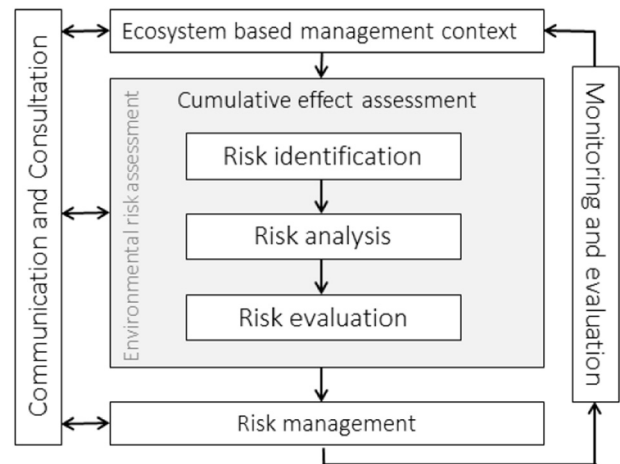 Ecosystem based management context
Communication and Consultation
Environmental risk assessment
Cumulative effect assessment
Risk identification
Risk analysis
Risk evaluation
Risk management
Monitoring and evaluation